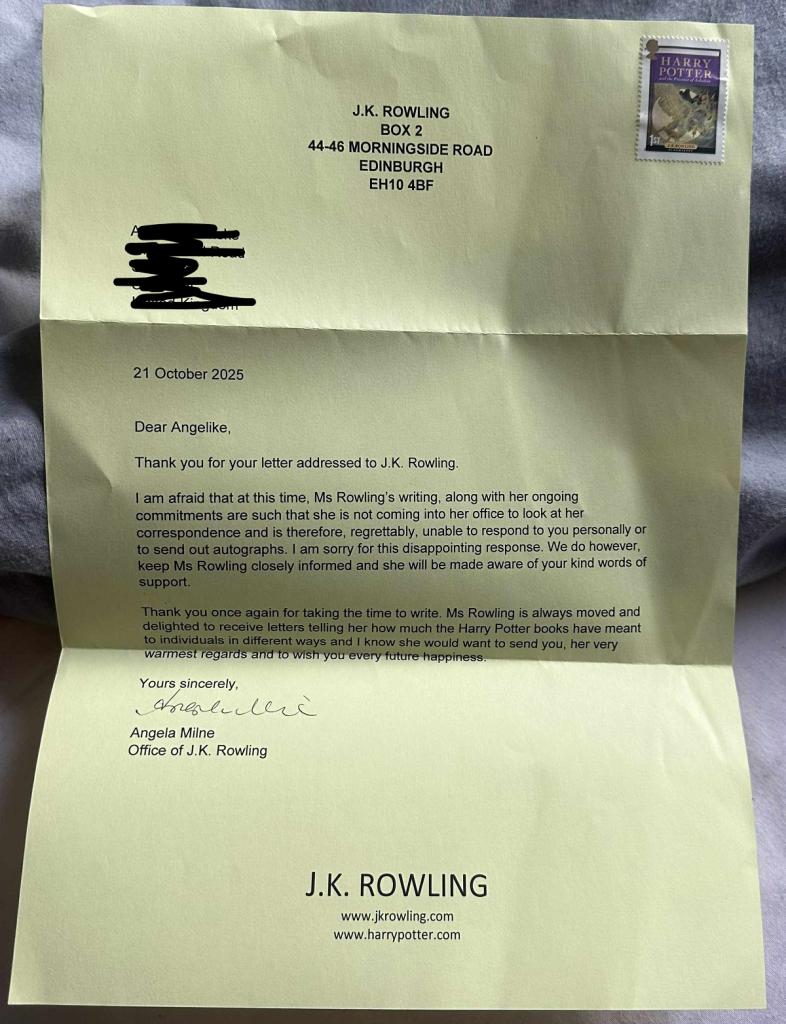 HARRY
POTTER
and the Prisoner of Azkaban
1ST
J.K. ROWLING
J.K. ROWLING
BOX 2
44-46 MORNINGSIDE ROAD
EDINBURGH
EH10 4BF
21 October 2025
Dear Angelike,
Thank you for your letter addressed to J.K. Rowling.
I am afraid that at this time, Ms Rowling's writing, along with her ongoing
commitments are such that she is not coming into her office to look at her
correspondence and is therefore, regrettably, unable to respond to you personally or
to send out autographs. I am sorry for this disappointing response. We do however,
keep Ms Rowling closely informed and she will be made aware of your kind words of
support.
Thank you once again for taking the time to write. Ms Rowling is always moved and
delighted to receive letters telling her how much the Harry Potter books have meant
to individuals in different ways and I know she would want to send you, her very
warmest regards and to wish you every future happiness.
Yours sincerely,
Angela Milne
Angela Milne
Office of J.K. Rowling
J.K. ROWLING
www.jkrowling.com
www.harrypotter.com